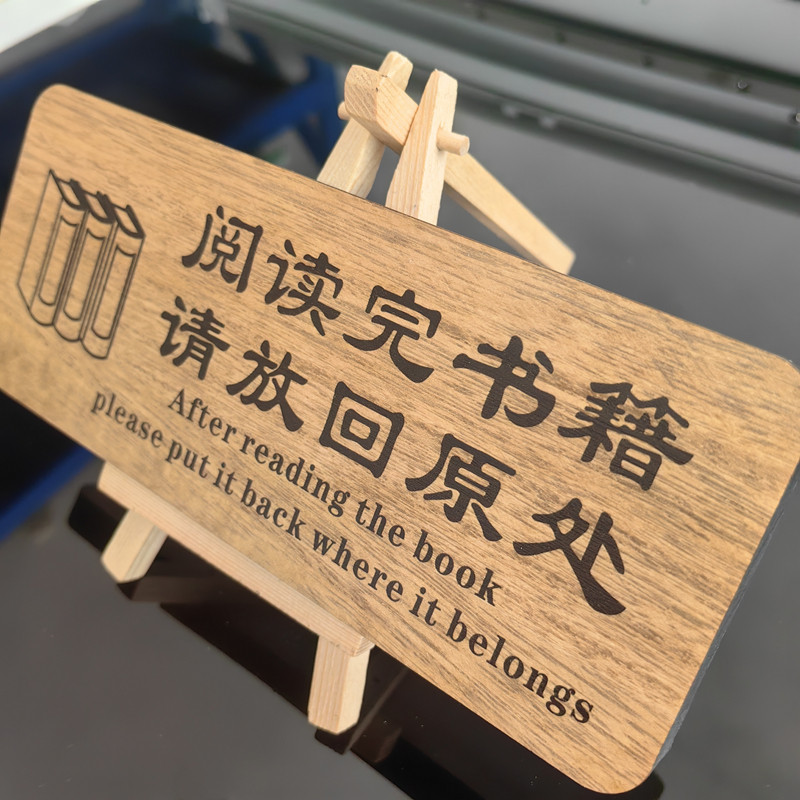 阅读完书籍
请放回原处
After reading the book
please put it back where it belongs